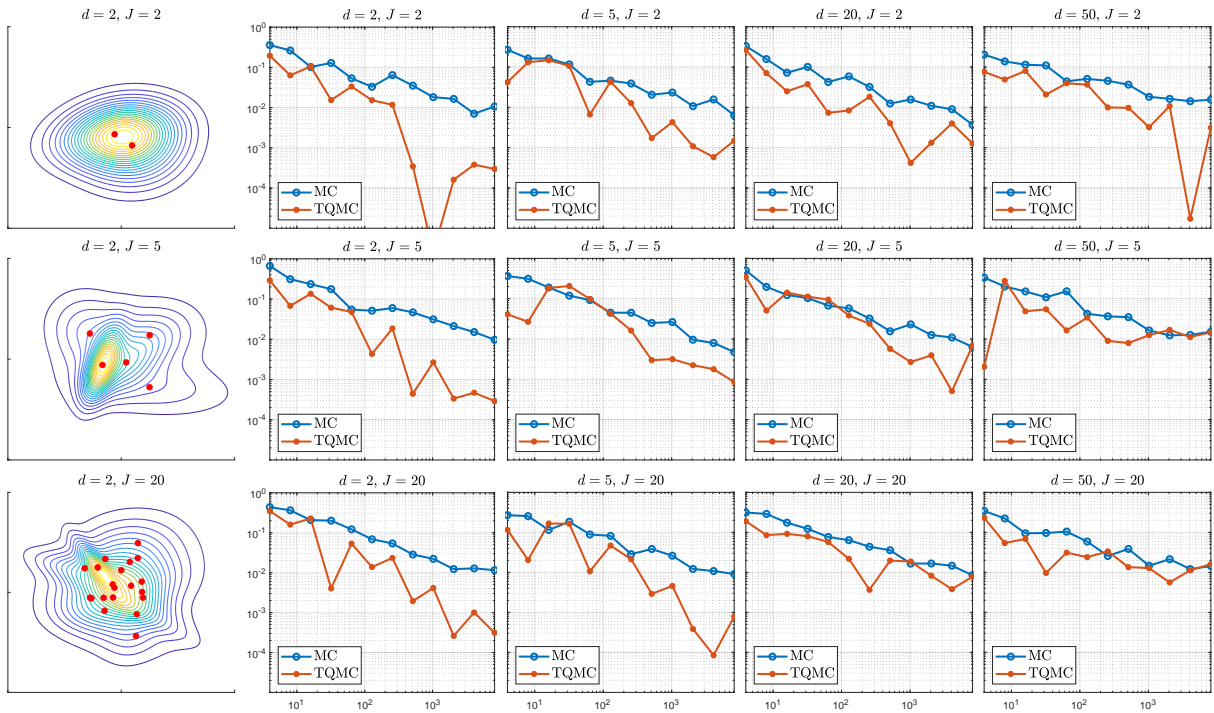 d = 2, J = 2
d = 2, J = 2
d = 5, J = 2
d = 20, J = 2
d = 50, J = 2
10^0
10^-1
10^-2
10^-3
10^-4
MC
TQMC
MC
TQMC
MC
TQMC
MC
TQMC
d = 2, J = 5
d = 2, J = 5
d = 5, J = 5
d = 20, J = 5
d = 50, J = 5
10^0
10^-1
10^-2
10^-3
10^-4
MC
TQMC
MC
TQMC
MC
TQMC
MC
TQMC
d = 2, J = 20
d = 2, J = 20
d = 5, J = 20
d = 20, J = 20
d = 50, J = 20
10^0
10^-1
10^-2
10^-3
10^-4
MC
TQMC
MC
TQMC
MC
TQMC
MC
TQMC
10^1 10^2 10^3
10^1 10^2 10^3
10^1 10^2 10^3
10^1 10^2 10^3